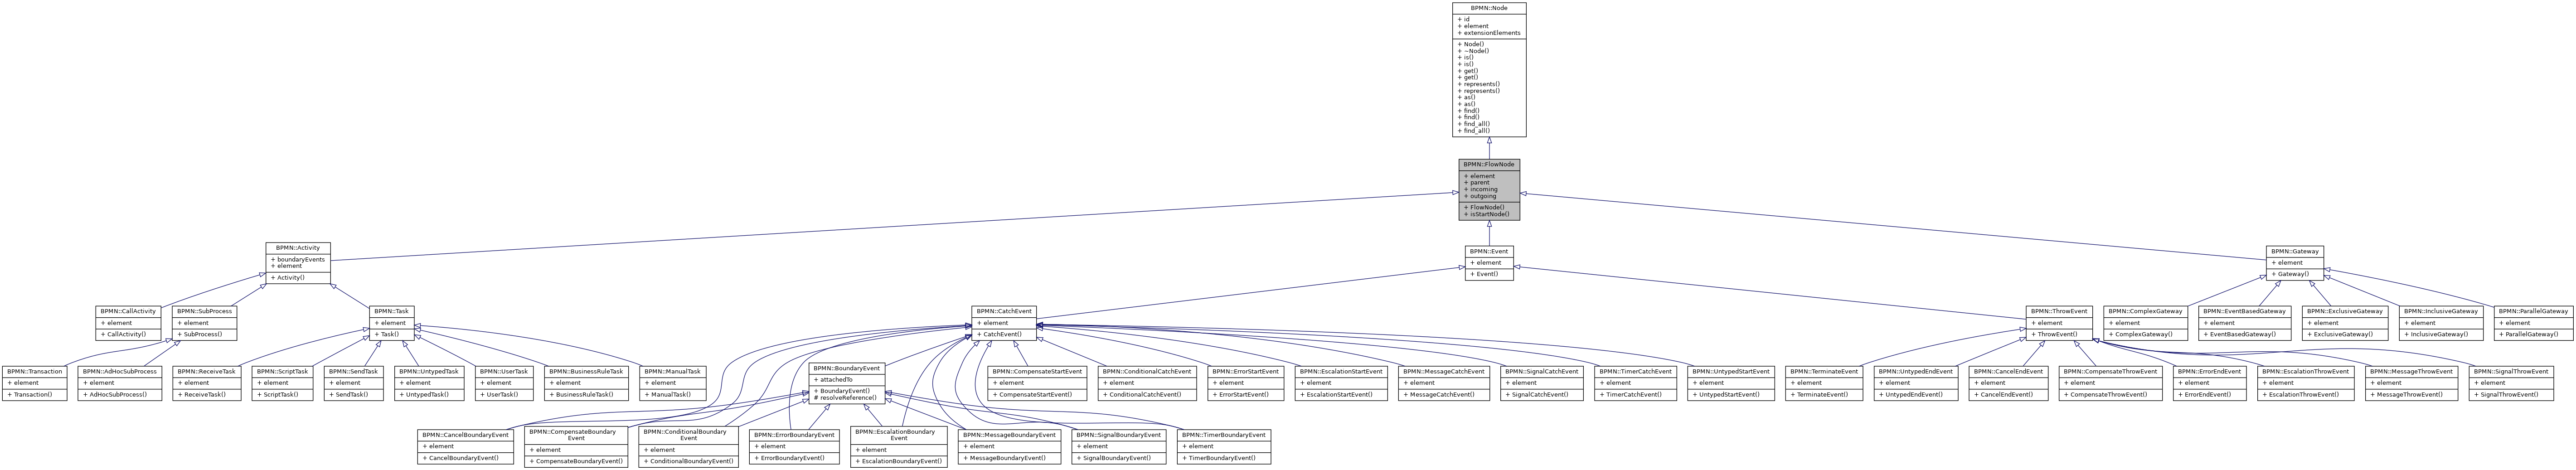 BPMN::Node
+ id
+ element
+ extensionElements
+ Node()
+ ~Node()
+ is()
+ is()
+ get()
+ get()
+ represents()
+ represents()
+ as()
+ as()
+ find()
+ find()
+ find_all()
+ find_all()
BPMN::FlowNode
+ element
+ parent
+ incoming
+ outgoing
+ FlowNode()
+ isStartNode()
BPMN::Activity
+ boundaryEvents
+ element
+ Activity()
BPMN::Event
+ element
+ Event()
BPMN::Gateway
+ element
+ Gateway()
BPMN::CallActivity
+ element
+ CallActivity()
BPMN::SubProcess
+ element
+ SubProcess()
BPMN::Task
+ element
+ Task()
BPMN::CatchEvent
+ element
+ CatchEvent()
BPMN::ThrowEvent
+ element
+ ThrowEvent()
BPMN::ComplexGateway
+ element
+ ComplexGateway()
BPMN::EventBasedGateway
+ element
+ EventBasedGateway()
BPMN::ExclusiveGateway
+ element
+ ExclusiveGateway()
BPMN::InclusiveGateway
+ element
+ InclusiveGateway()
BPMN::ParallelGateway
+ element
+ ParallelGateway()
BPMN::Transaction
+ element
+ Transaction()
BPMN::AdHocSubProcess
+ element
+ AdHocSubProcess()
BPMN::ReceiveTask
+ element
+ ReceiveTask()
BPMN::ScriptTask
+ element
+ ScriptTask()
BPMN::SendTask
+ element
+ SendTask()
BPMN::UntypedTask
+ element
+ UntypedTask()
BPMN::UserTask
+ element
+ UserTask()
BPMN::BusinessRuleTask
+ element
+ BusinessRuleTask()
BPMN::ManualTask
+ element
+ ManualTask()
BPMN::BoundaryEvent
+ attachedTo
+ BoundaryEvent()
# resolveReference()
BPMN::CompensateStartEvent
+ element
+ CompensateStartEvent()
BPMN::ConditionalCatchEvent
+ element
+ ConditionalCatchEvent()
BPMN::ErrorStartEvent
+ element
+ ErrorStartEvent()
BPMN::EscalationStartEvent
+ element
+ EscalationStartEvent()
BPMN::MessageCatchEvent
+ element
+ MessageCatchEvent()
BPMN::SignalCatchEvent
+ element
+ SignalCatchEvent()
BPMN::TimerCatchEvent
+ element
+ TimerCatchEvent()
BPMN::UntypedStartEvent
+ element
+ UntypedStartEvent()
BPMN::TerminateEvent
+ element
+ TerminateEvent()
BPMN::UntypedEndEvent
+ element
+ UntypedEndEvent()
BPMN::CancelEndEvent
+ element
+ CancelEndEvent()
BPMN::CompensateThrowEvent
+ element
+ CompensateThrowEvent()
BPMN::ErrorEndEvent
+ element
+ ErrorEndEvent()
BPMN::EscalationThrowEvent
+ element
+ EscalationThrowEvent()
BPMN::MessageThrowEvent
+ element
+ MessageThrowEvent()
BPMN::SignalThrowEvent
+ element
+ SignalThrowEvent()
BPMN::CancelBoundaryEvent
+ element
+ CancelBoundaryEvent()
BPMN::CompensateBoundary
Event
+ element
+ CompensateBoundaryEvent()
BPMN::ConditionalBoundary
Event
+ element
+ ConditionalBoundaryEvent()
BPMN::ErrorBoundaryEvent
+ element
+ ErrorBoundaryEvent()
BPMN::EscalationBoundary
Event
+ element
+ EscalationBoundaryEvent()
BPMN::MessageBoundaryEvent
+ element
+ MessageBoundaryEvent()
BPMN::SignalBoundaryEvent
+ element
+ SignalBoundaryEvent()
BPMN::TimerBoundaryEvent
+ element
+ TimerBoundaryEvent()